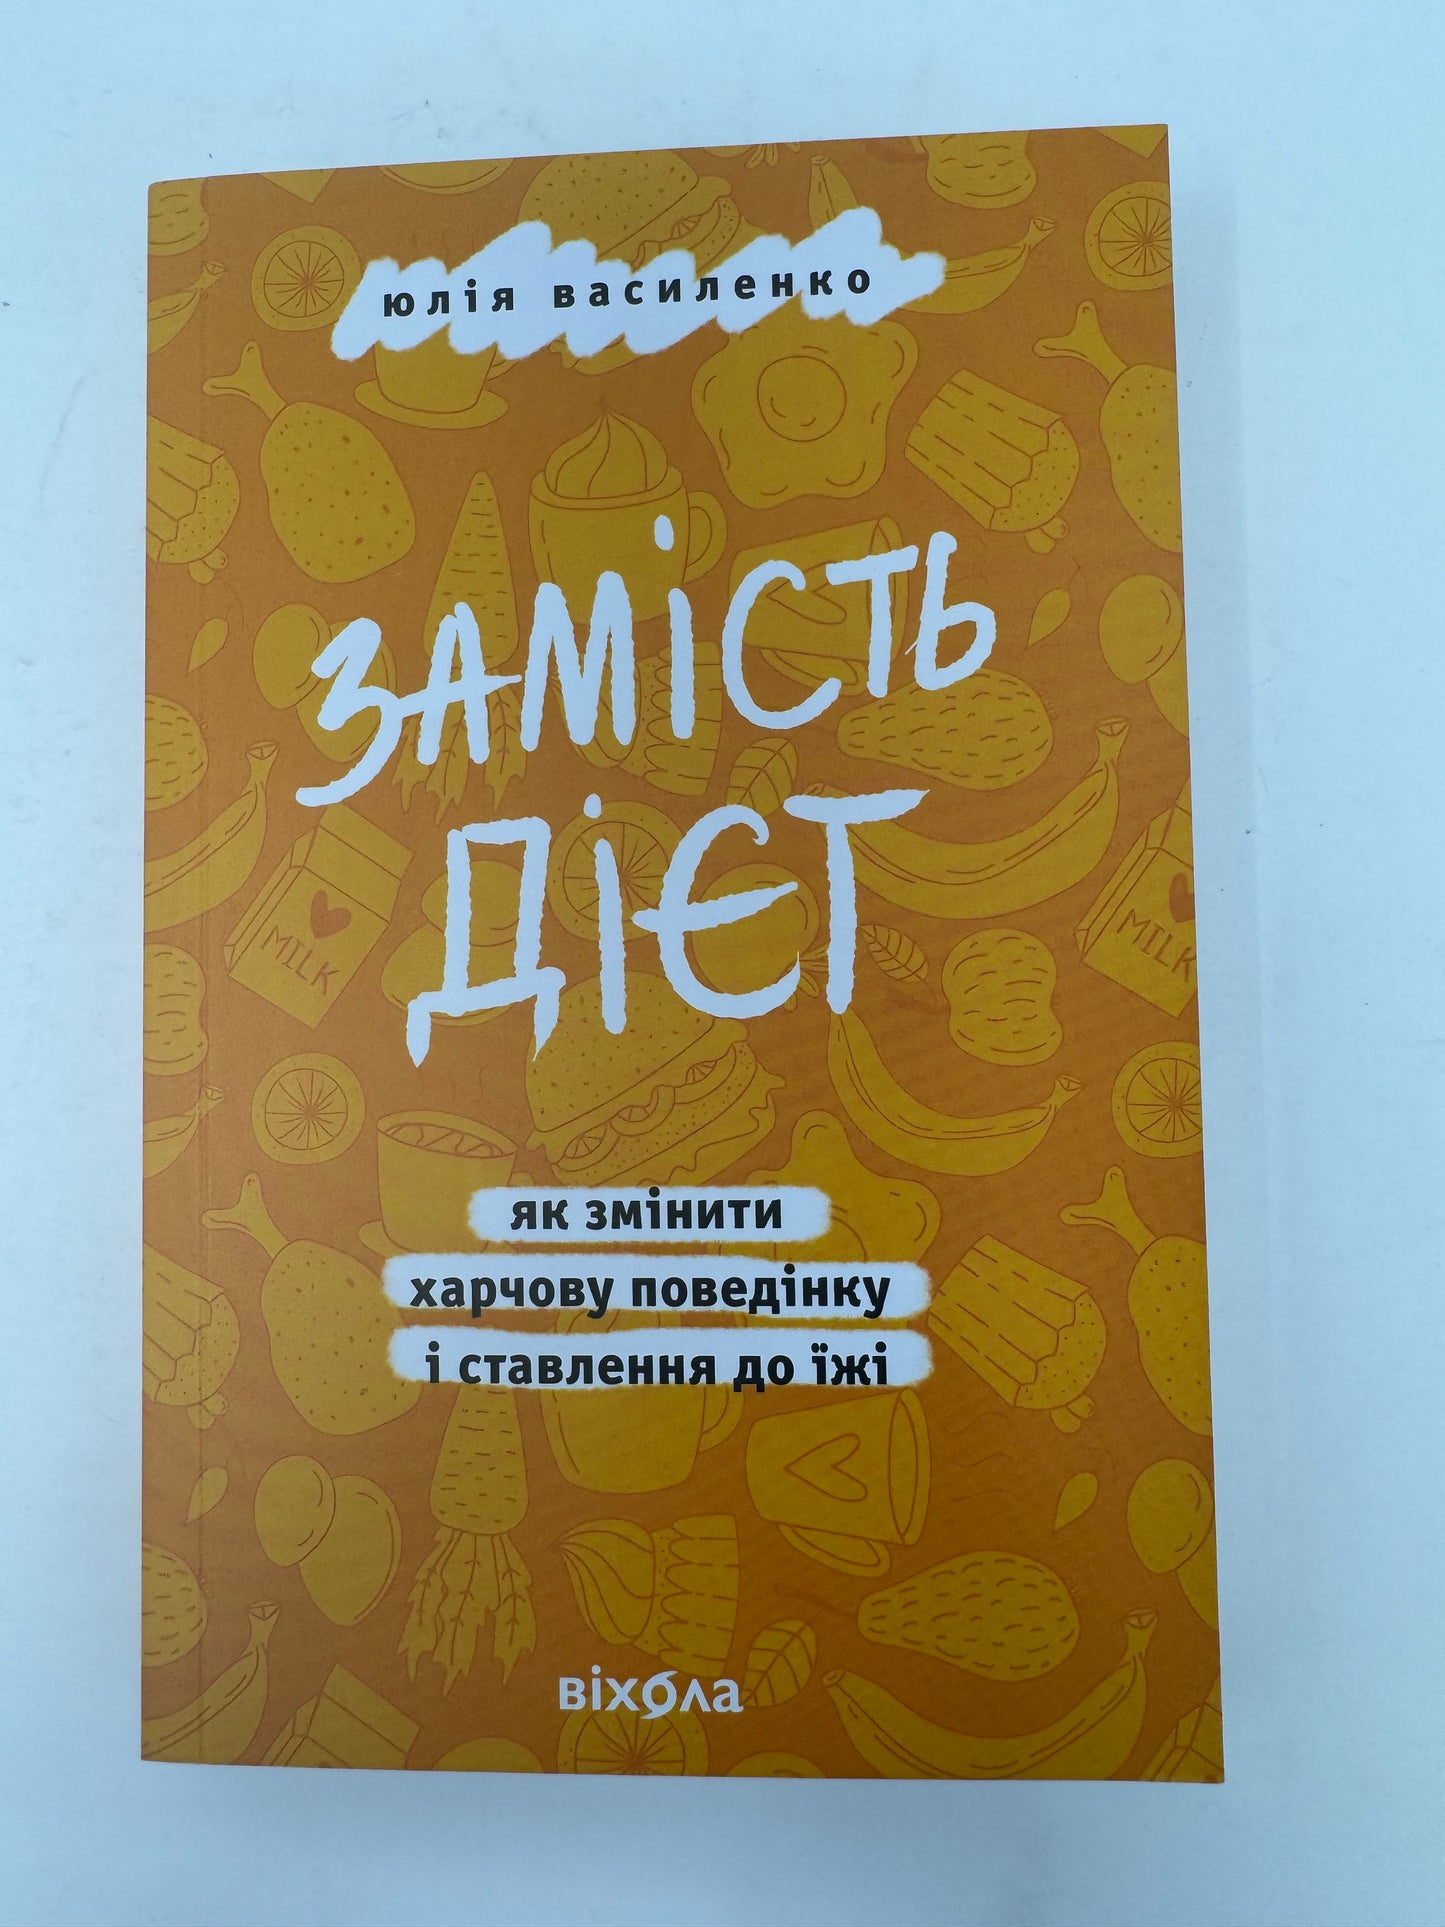 юлія василенко
ЗАМІСТЬ
ДІЄТ
MILK
MILK
як змінити
харчову поведінку
і ставлення до їжі
віхола